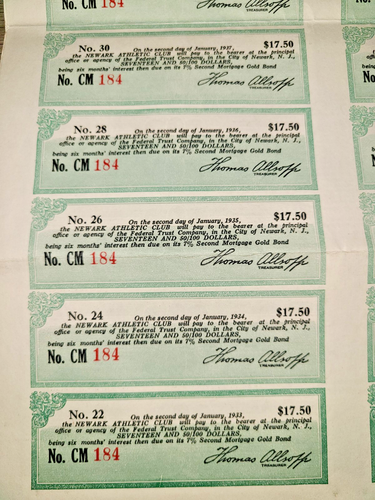 No. CM 184
Thomas Allsopp
TREASURER
No. 30 On the second day of January, 1937, $17.50
the NEWARK ATHLETIC CLUB will pay to the bearer at the principal
office or agency of the Federal Trust Company, in the City of Newark, N. J.,
SEVENTEEN AND 50/100 DOLLARS,
being six months' interest then due on its 7% Second Mortgage Gold Bond
No. CM 184
Thomas Allsopp
TREASURER
No. 28 On the second day of January, 1936, $17.50
the NEWARK ATHLETIC CLUB will pay to the bearer at the principal
office or agency of the Federal Trust Company, in the City of Newark, N. J.,
SEVENTEEN AND 50/100 DOLLARS,
being six months' interest then due on its 7% Second Mortgage Gold Bond
No. CM 184
Thomas Allsopp
TREASURER
No. 26 On the second day of January, 1935, $17.50
the NEWARK ATHLETIC CLUB will pay to the bearer at the principal
office or agency of the Federal Trust Company, in the City of Newark, N. J.,
SEVENTEEN AND 50/100 DOLLARS,
being six months' interest then due on its 7% Second Mortgage Gold Bond
No. CM 184
Thomas Allsopp
TREASURER
No. 24 On the second day of January, 1934, $17.50
the NEWARK ATHLETIC CLUB will pay to the bearer at the principal
office or agency of the Federal Trust Company, in the City of Newark, N. J.,
SEVENTEEN AND 50/100 DOLLARS,
being six months' interest then due on its 7% Second Mortgage Gold Bond
No. CM 184
Thomas Allsopp
TREASURER
No. 22 On the second day of January, 1933, $17.50
the NEWARK ATHLETIC CLUB will pay to the bearer at the principal
office or agency of the Federal Trust Company, in the City of Newark, N. J.,
SEVENTEEN AND 50/100 DOLLARS,
being six months' interest then due on its 7% Second Mortgage Gold Bond
No. CM 184
Thomas Allsopp
TREASURER